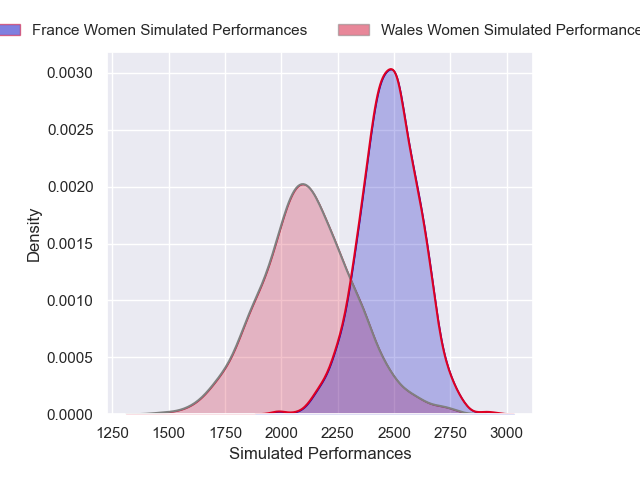 France Women Simulated Performances
Wales Women Simulated Performance
0.0030
0.0025
0.0020
0.0015
0.0010
0.0005
0.0000
Density
1250 1500 1750 2000 2250 2500 2750 3000
Simulated Performances